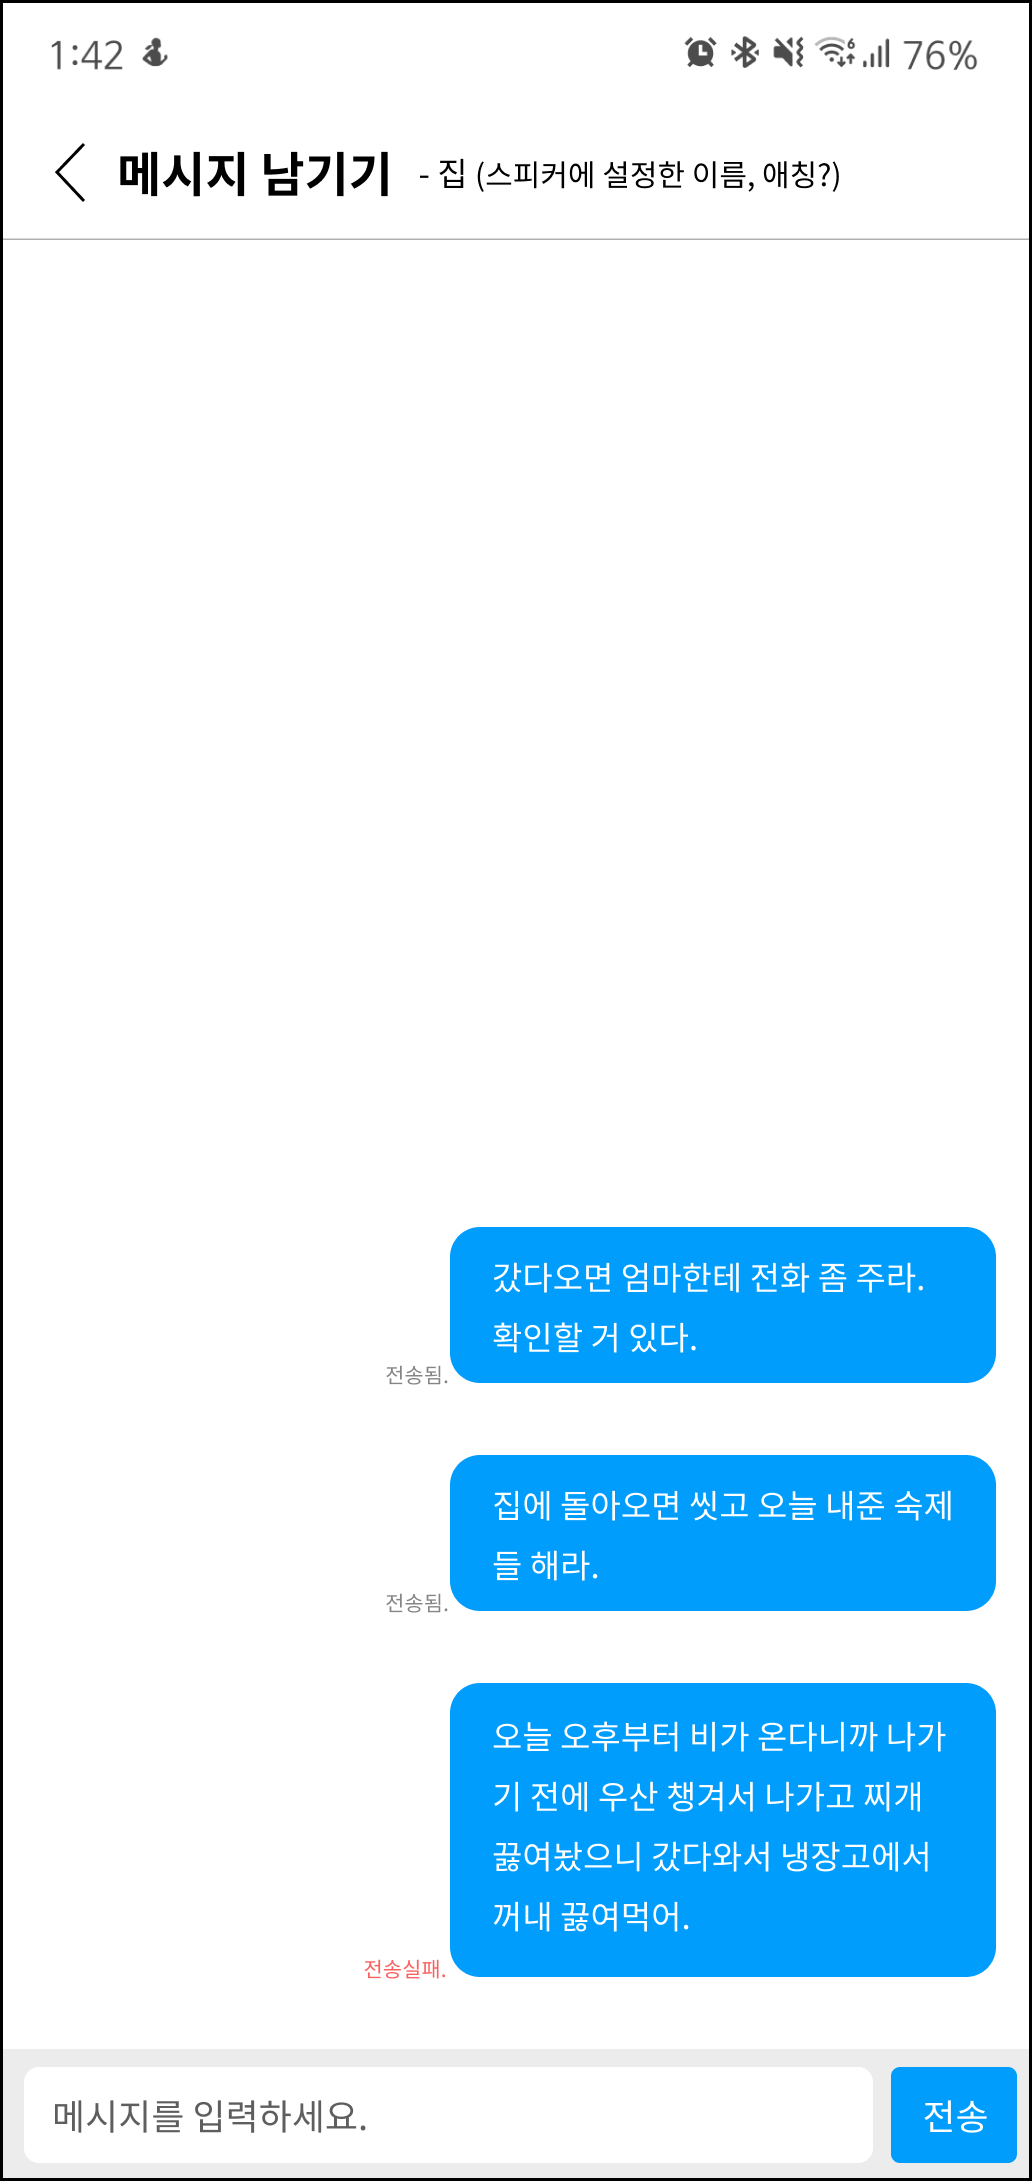 1:42 76%
메시지 남기기 - 집 (스피커에 설정한 이름, 애칭?)
갔다오면 엄마한테 전화 좀 주라.
확인할 거 있다.
전송됨.
집에 돌아오면 씻고 오늘 내준 숙제
들 해라.
전송됨.
오늘 오후부터 비가 온다니까 나가
기 전에 우산 챙겨서 나가고 찌개
끓여놨으니 갔다와서 냉장고에서
꺼내 끓여먹어.
전송실패.
메시지를 입력하세요. 전송